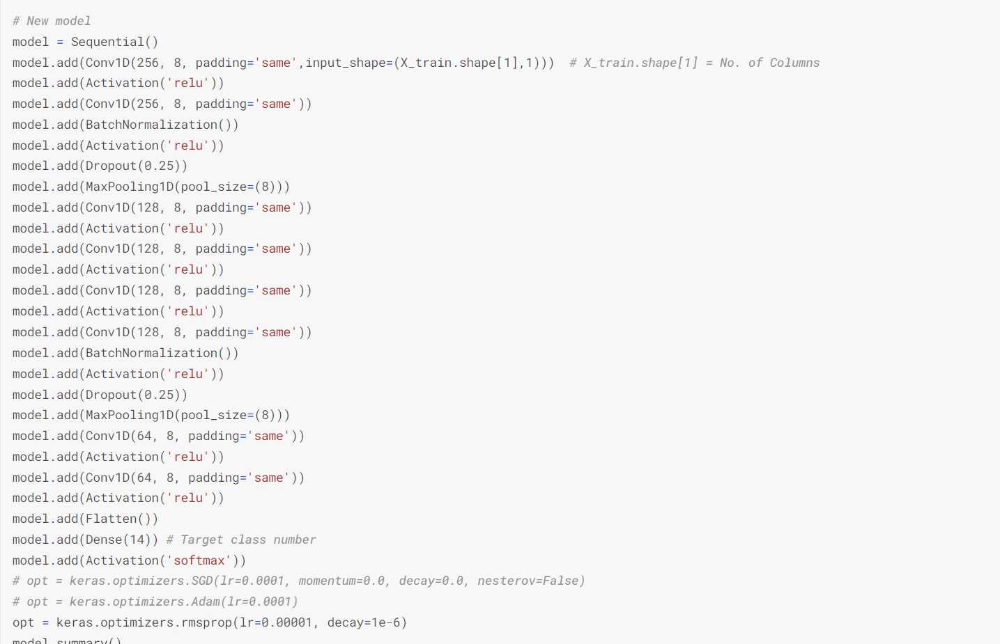 # New model
model = Sequential()
model.add(Conv1D(256, 8, padding='same',input_shape=(X_train.shape[1],1)))  # X_train.shape[1] = No. of Columns
model.add(Activation('relu'))
model.add(Conv1D(256, 8, padding='same'))
model.add(BatchNormalization())
model.add(Activation('relu'))
model.add(Dropout(0.25))
model.add(MaxPooling1D(pool_size=(8)))
model.add(Conv1D(128, 8, padding='same'))
model.add(Activation('relu'))
model.add(Conv1D(128, 8, padding='same'))
model.add(Activation('relu'))
model.add(Conv1D(128, 8, padding='same'))
model.add(Activation('relu'))
model.add(Conv1D(128, 8, padding='same'))
model.add(BatchNormalization())
model.add(Activation('relu'))
model.add(Dropout(0.25))
model.add(MaxPooling1D(pool_size=(8)))
model.add(Conv1D(64, 8, padding='same'))
model.add(Activation('relu'))
model.add(Conv1D(64, 8, padding='same'))
model.add(Activation('relu'))
model.add(Flatten())
model.add(Dense(14)) # Target class number
model.add(Activation('softmax'))
# opt = keras.optimizers.SGD(lr=0.0001, momentum=0.0, decay=0.0, nesterov=False)
# opt = keras.optimizers.Adam(lr=0.0001)
opt = keras.optimizers.rmsprop(lr=0.00001, decay=1e-6)
model.summary()